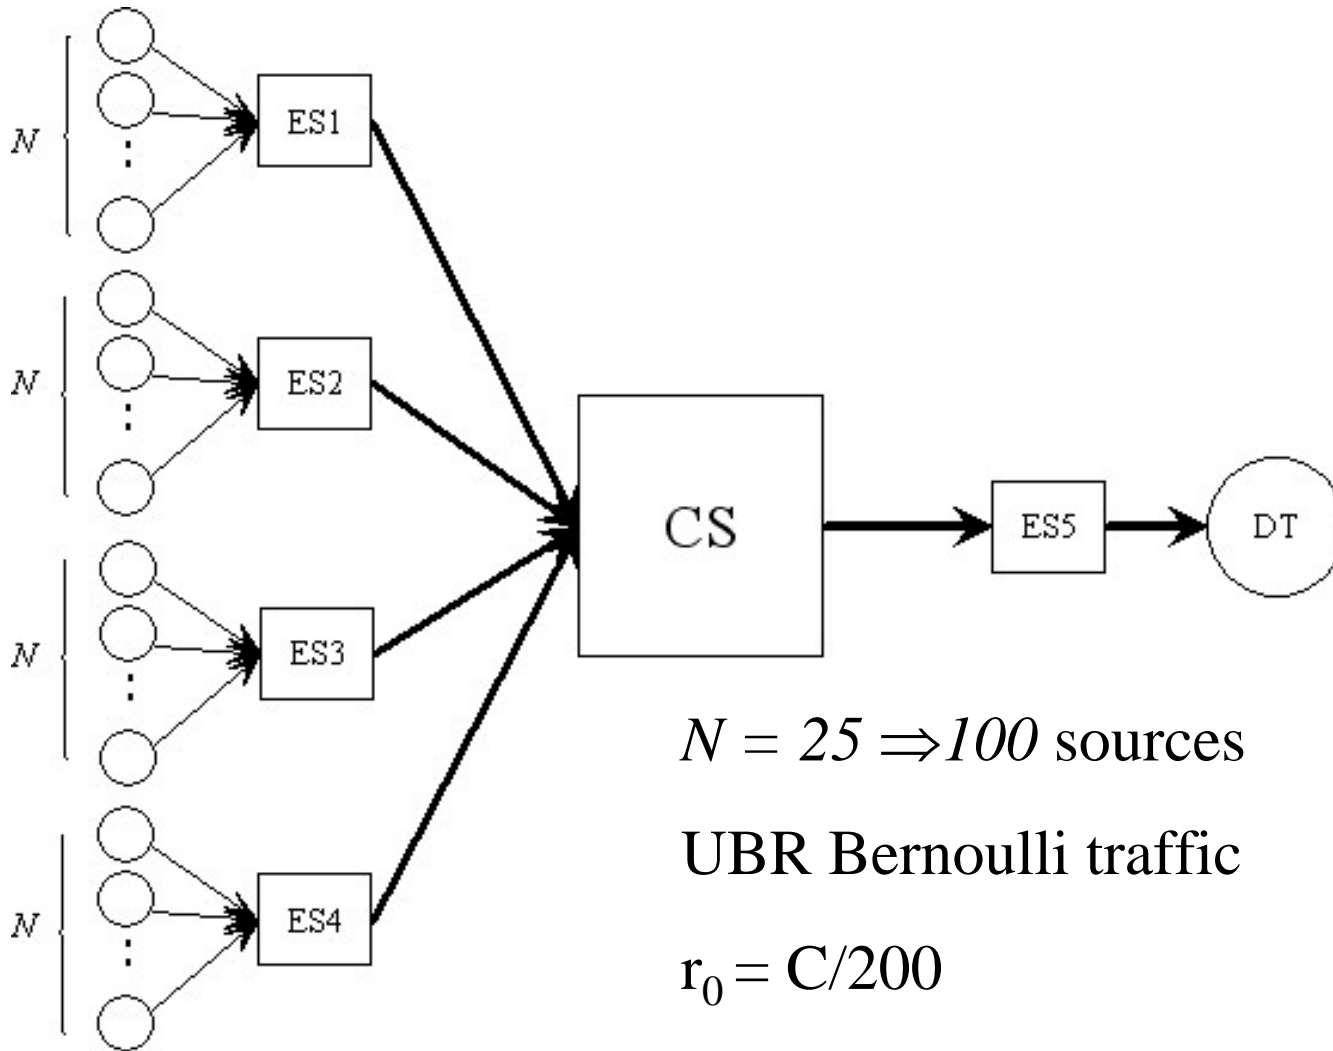 N
ES1
N
ES2
CS
ES5
DT
N
ES3
N = 25 ⇒100 sources
UBR Bernoulli traffic
N
ES4
r₀ = C/200